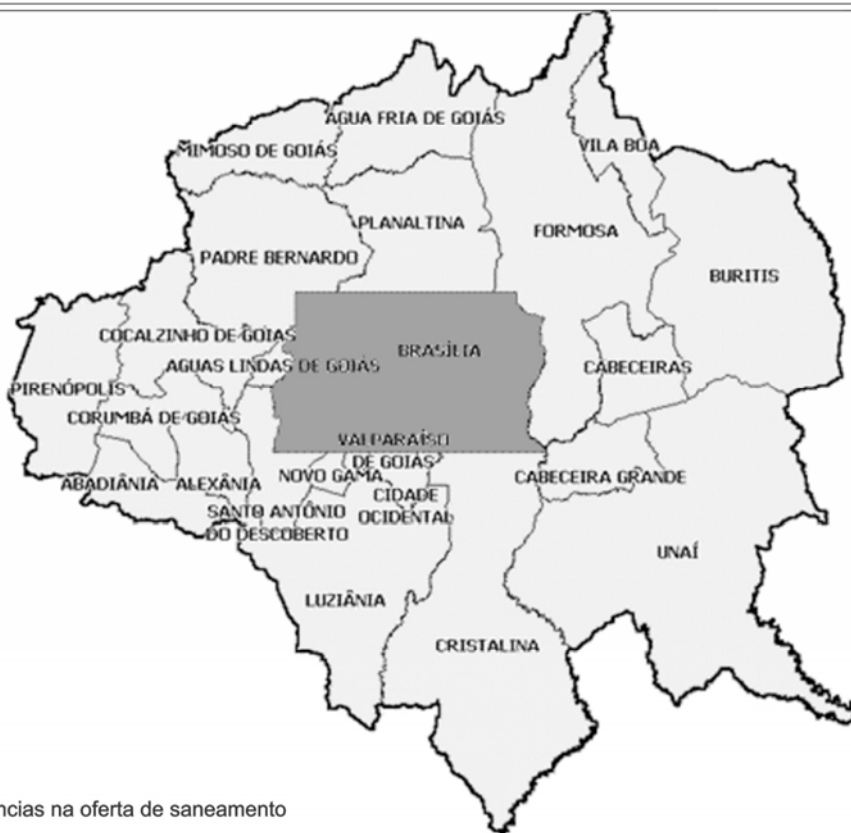 ÁGUA FRIA DE GOIÁS
MIMOSO DE GOIÁS
VILA BOA
PLANALTINA
FORMOSA
PADRE BERNARDO
BURITIS
COCALZINHO DE GOIÁS
BRASÍLIA
AGUAS LINDAS DE GOIÁS
CABECEIRAS
PIRENÓPOLIS
CORUMBÁ DE GOIÁS
VALPARAÍSO
DE GOIÁS
ABADIÂNIA
ALEXÂNIA
NOVO GAMA
CABECEIRA GRANDE
CIDADE
OCIDENTAL
SANTO ANTÔNIO
DO DESCOBERTO
UNAÍ
LUZIÂNIA
CRISTALINA
ncias na oferta de saneamento